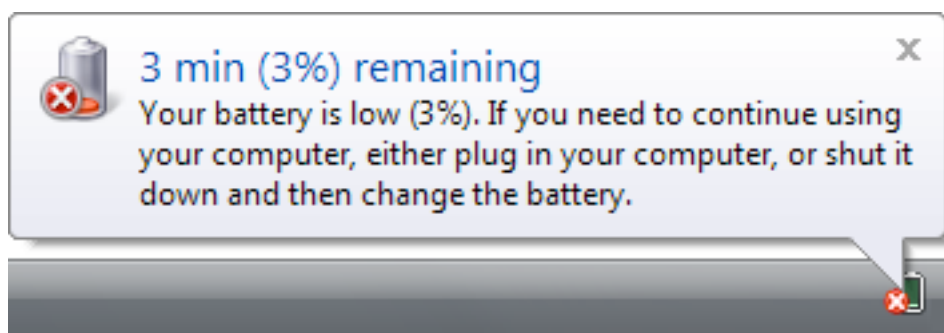 3 min (3%) remaining
Your battery is low (3%). If you need to continue using
your computer, either plug in your computer, or shut it
down and then change the battery.